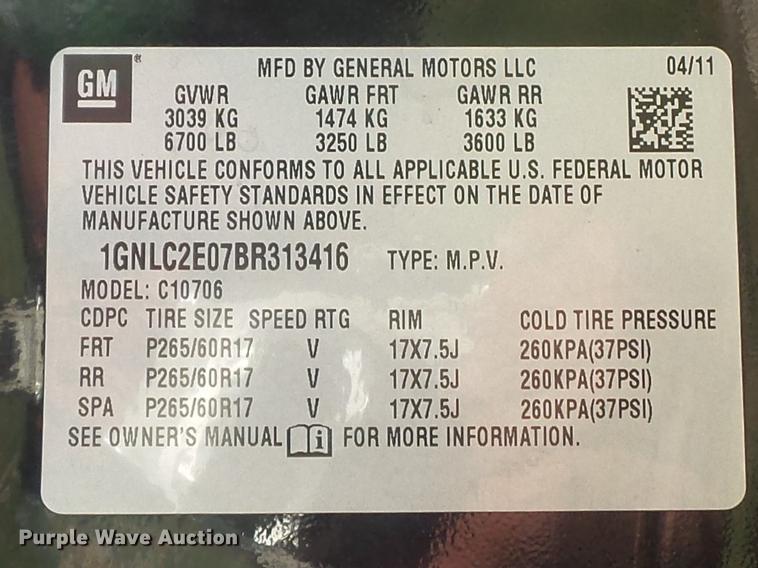 GM
MFD BY GENERAL MOTORS LLC 04/11
GVWR GAWR FRT GAWR RR
3039 KG 1474 KG 1633 KG
6700 LB 3250 LB 3600 LB
THIS VEHICLE CONFORMS TO ALL APPLICABLE U.S. FEDERAL MOTOR
VEHICLE SAFETY STANDARDS IN EFFECT ON THE DATE OF
MANUFACTURE SHOWN ABOVE.
1GNLC2E07BR313416 TYPE: M.P.V.
MODEL: C10706
CDPC TIRE SIZE SPEED RTG RIM COLD TIRE PRESSURE
FRT P265/60R17 V 17X7.5J 260KPA(37PSI)
RR P265/60R17 V 17X7.5J 260KPA(37PSI)
SPA P265/60R17 V 17X7.5J 260KPA(37PSI)
SEE OWNER'S MANUAL i FOR MORE INFORMATION.
Purple Wave Auction